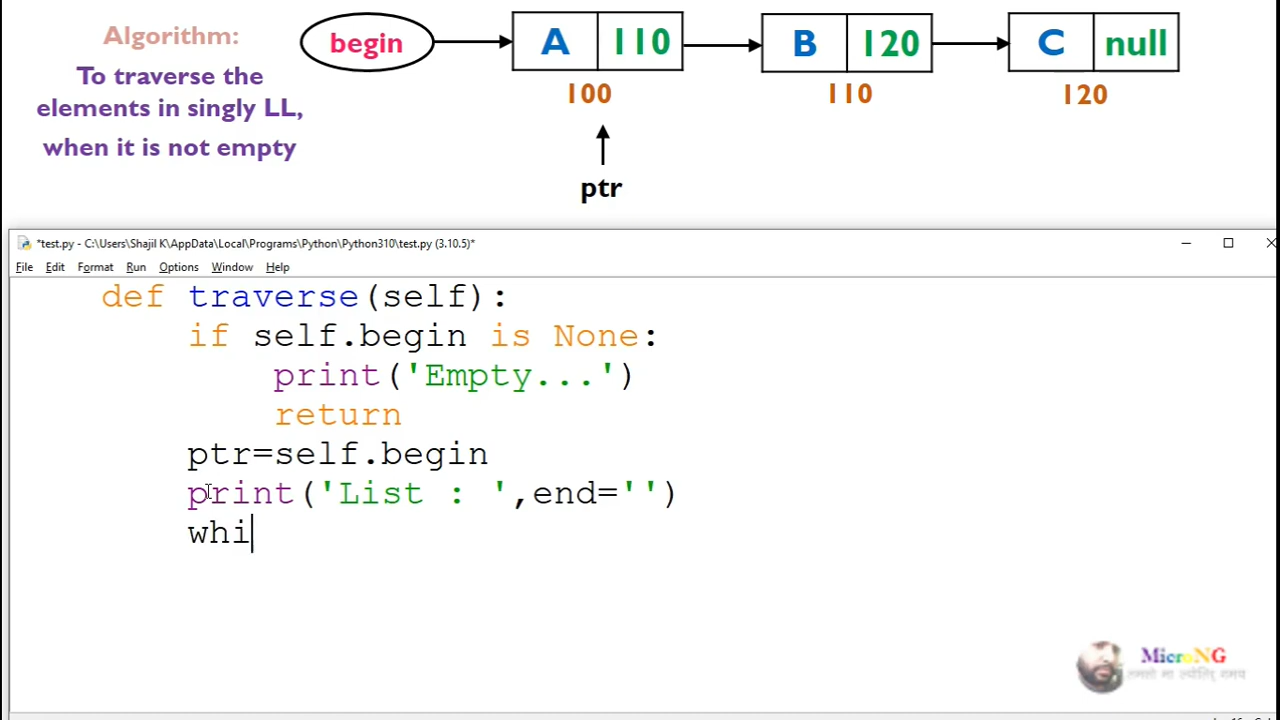 Algorithm:
To traverse the
elements in singly LL,
when it is not empty
begin
A 110
B 120
C null
100
110
120
ptr
*test.py - C:\Users\Shajil K\AppData\Local\Programs\Python\Python310\test.py (3.10.5)*
File Edit Format Run Options Window Help
def traverse(self):
if self.begin is None:
print('Empty...')
return
ptr=self.begin
print('List : ',end='')
whi
MicroNG
तमसो मा ज्योतिर् गमय